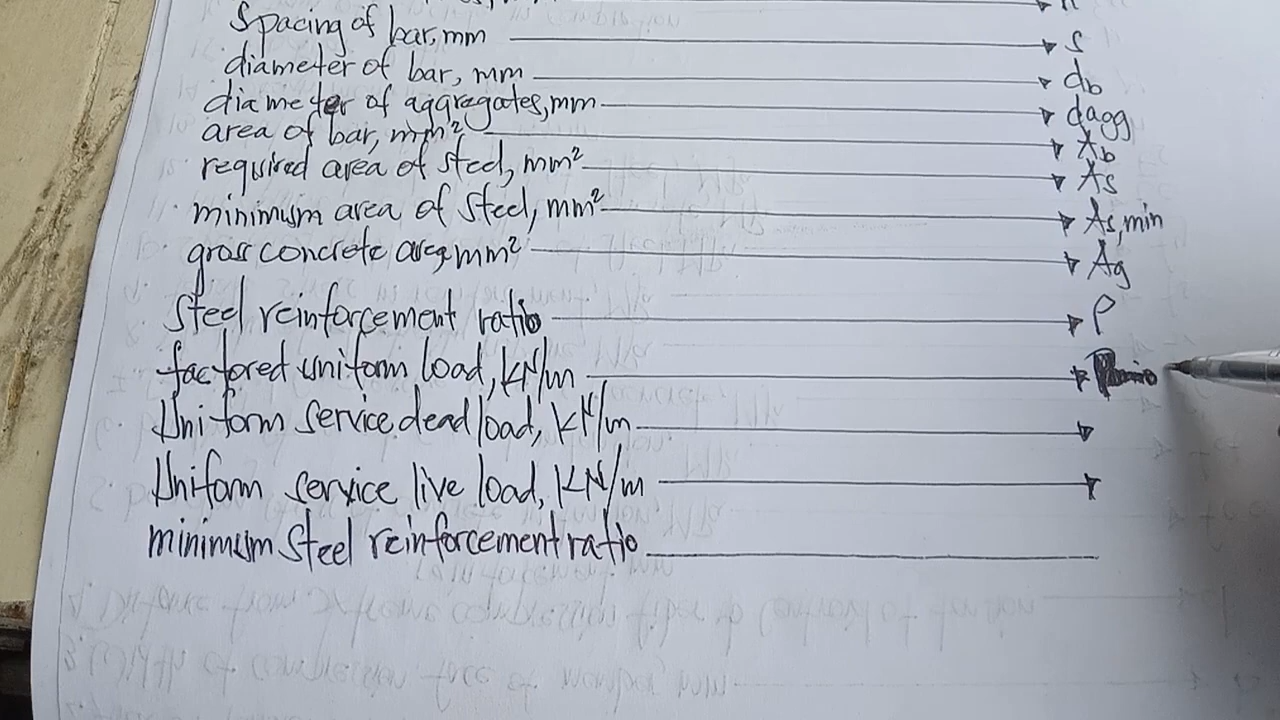 Spacing of bar, mm s
diameter of bar, mm db
diameter of aggregates, mm dagg
area of bar, mm² Ab
required area of steel, mm² As
minimum area of steel, mm² As,min
gross concrete area, mm² Ag
Steel reinforcement ratio ρ
factored uniform load, kN/m
Uniform service dead load, kN/m
Uniform service live load, KN/m
minimum steel reinforcement ratio